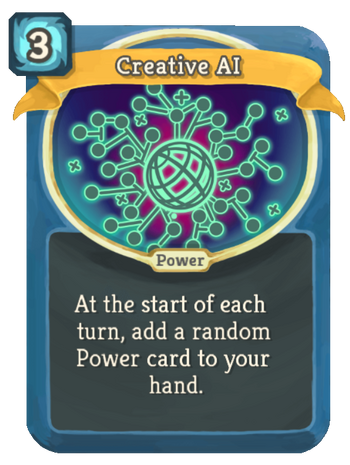 3
Creative AI
Power
At the start of each
turn, add a random
Power card to your
hand.